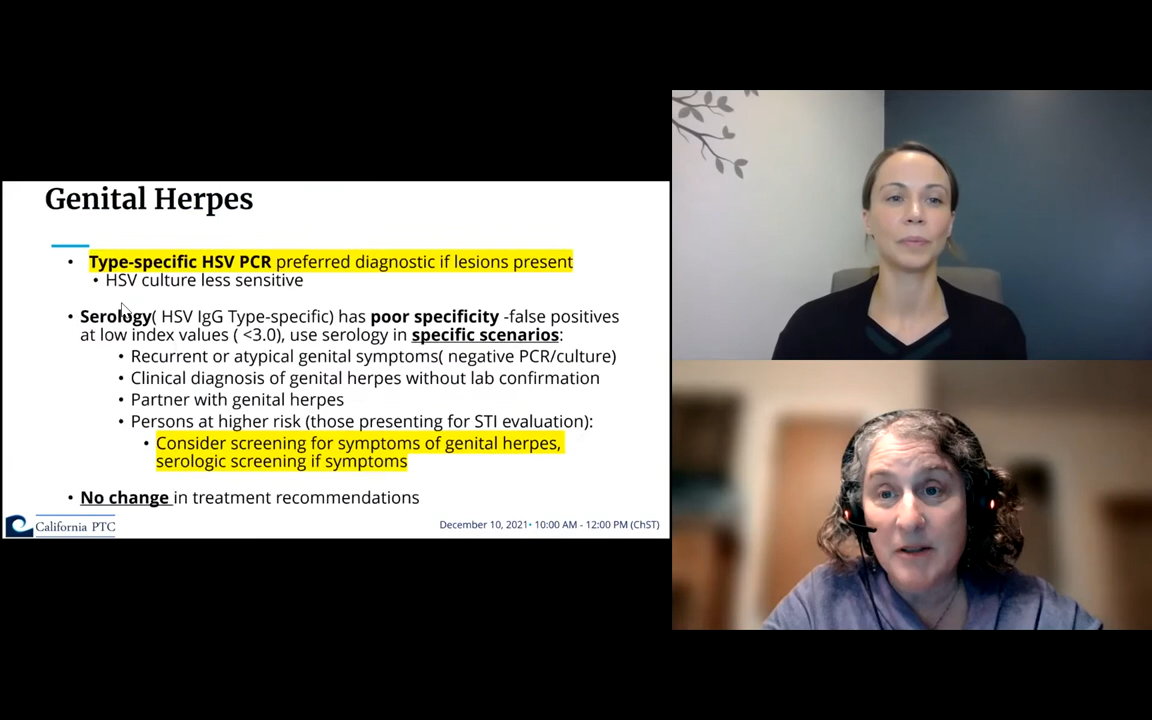 Genital Herpes
• Type-specific HSV PCR preferred diagnostic if lesions present
• HSV culture less sensitive
• Serology( HSV IgG Type-specific) has poor specificity -false positives
at low index values ( <3.0), use serology in specific scenarios:
• Recurrent or atypical genital symptoms( negative PCR/culture)
• Clinical diagnosis of genital herpes without lab confirmation
• Partner with genital herpes
• Persons at higher risk (those presenting for STI evaluation):
• Consider screening for symptoms of genital herpes,
serologic screening if symptoms
• No change in treatment recommendations
California PTC
December 10, 2021• 10:00 AM - 12:00 PM (ChST)